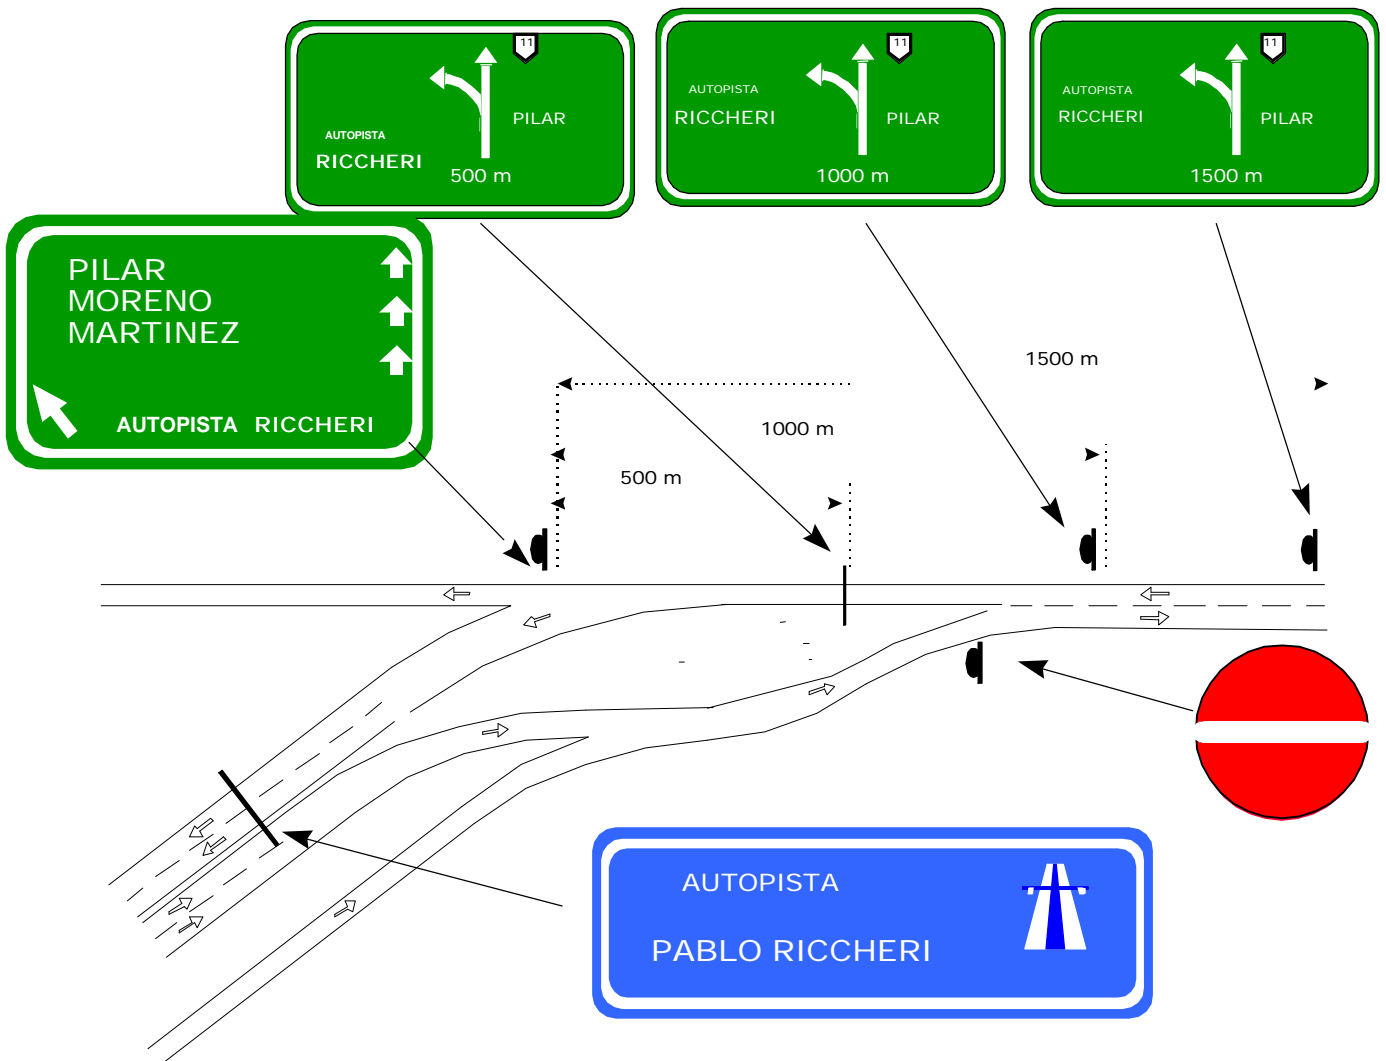 11
AUTOPISTA
RICCHERI
PILAR
500 m
11
AUTOPISTA
RICCHERI
PILAR
1000 m
11
AUTOPISTA
RICCHERI
PILAR
1500 m
PILAR
MORENO
MARTINEZ
AUTOPISTA RICCHERI
1500 m
1000 m
500 m
AUTOPISTA
PABLO RICCHERI